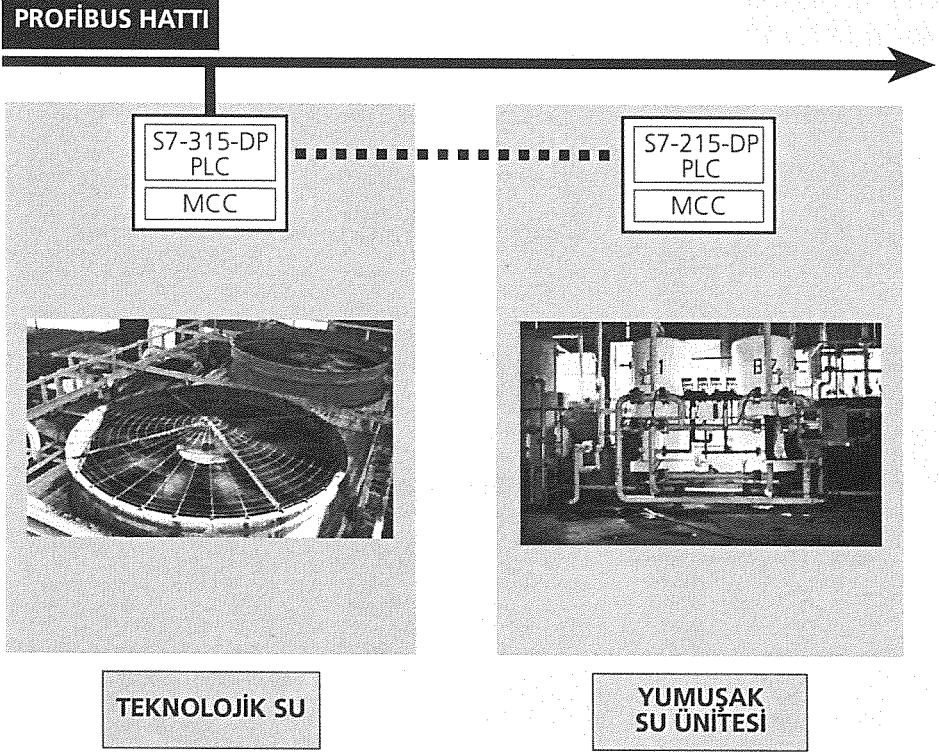 PROFİBUS HATTI
S7-315-DP
PLC
MCC
S7-215-DP
PLC
MCC
TEKNOLOJİK SU
YUMUŞAK
SU ÜNİTESİ